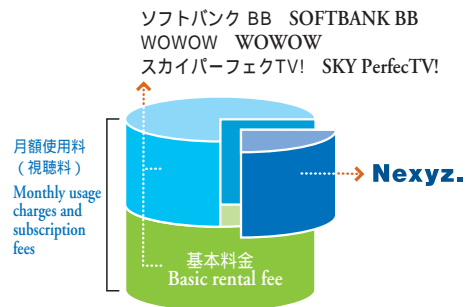 ソフトバンク BB SOFTBANK BB
WOWOW WOWOW
スカイパーフェクTV! SKY PerfecTV!
月額使用料
（視聴料）
Monthly usage
charges and
subscription
fees
Nexyz.
基本料金
Basic rental fee